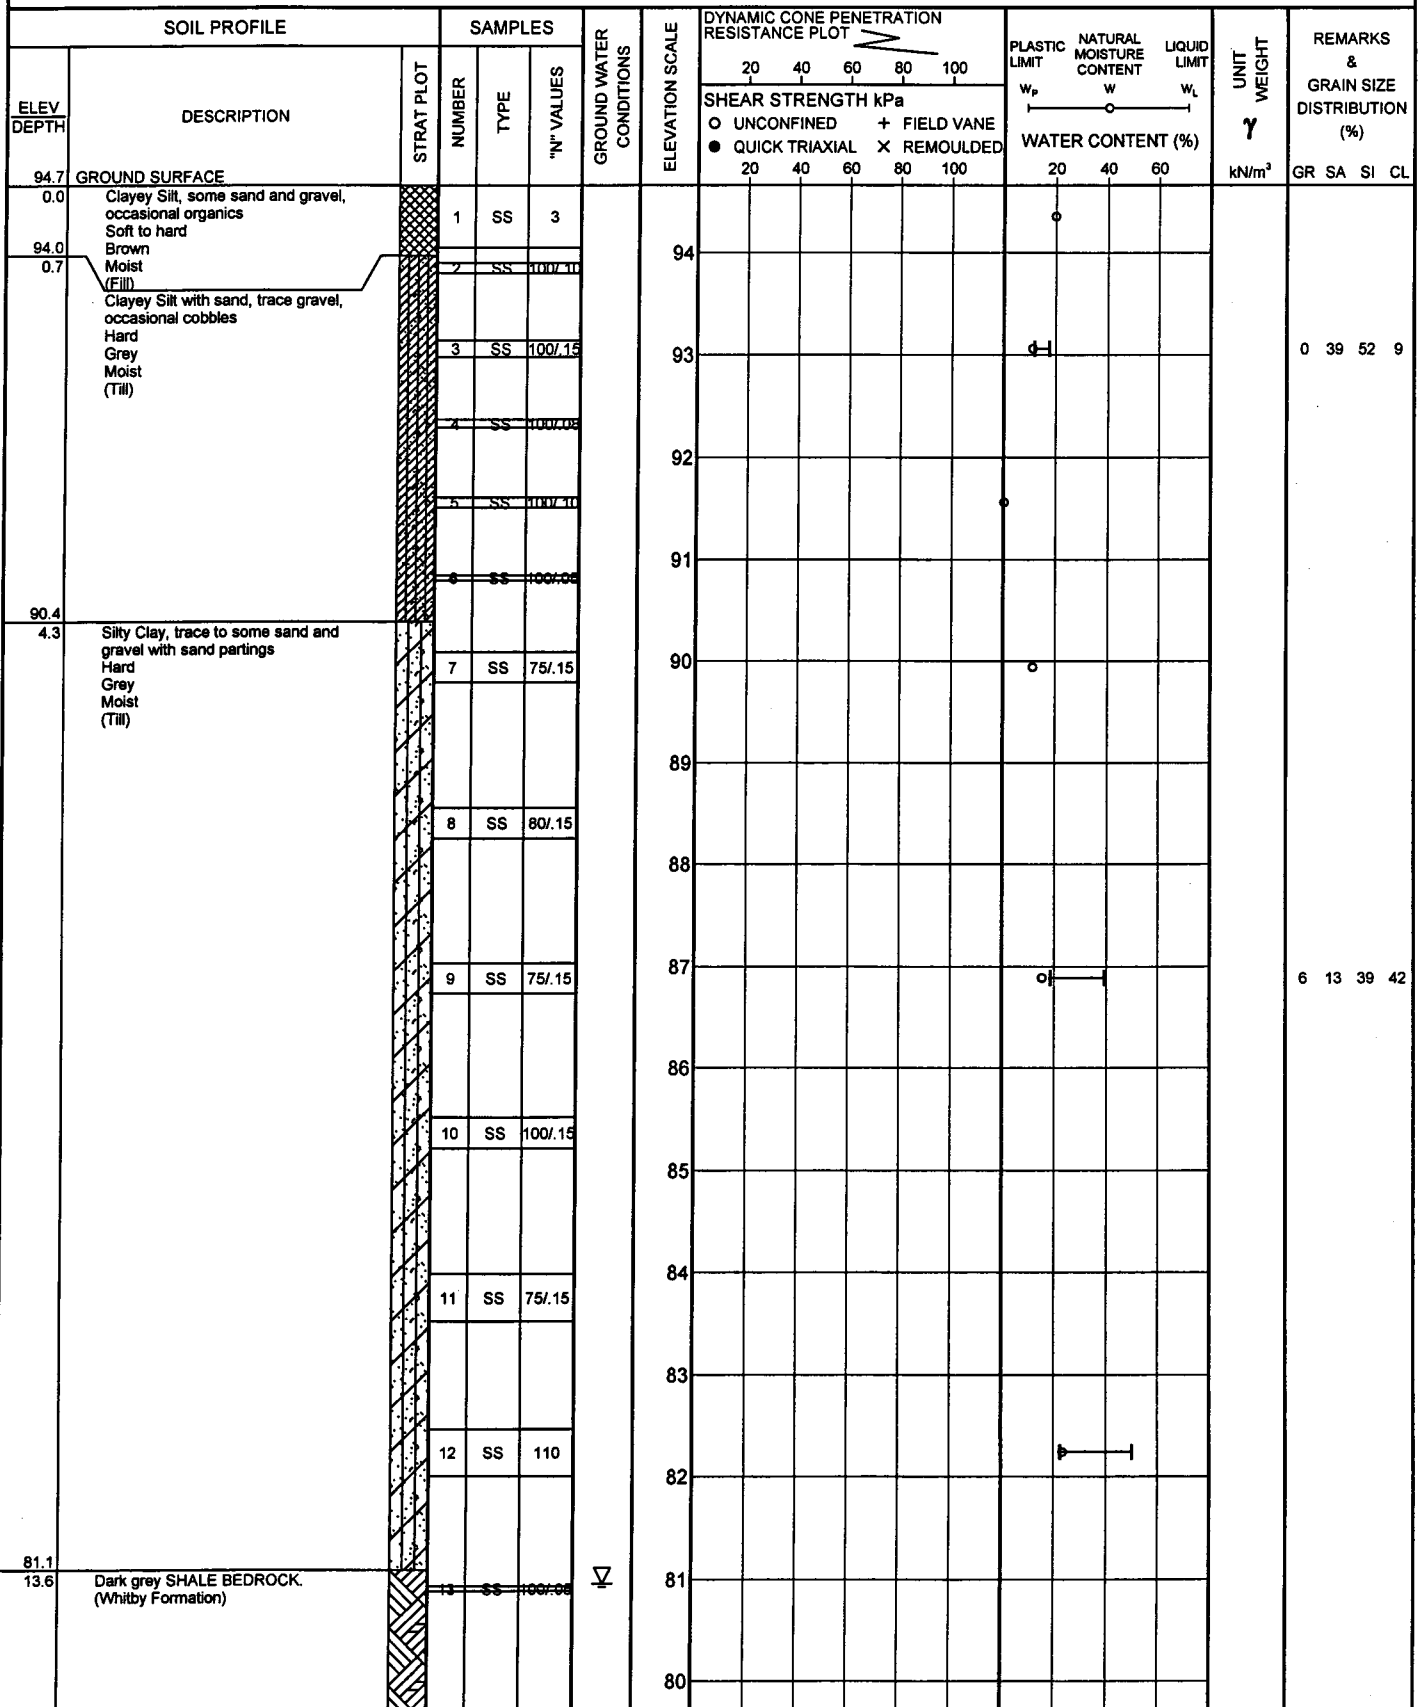 SOIL PROFILE
SAMPLES
GROUND WATER
CONDITIONS
ELEVATION SCALE
DYNAMIC CONE PENETRATION
RESISTANCE PLOT
20 40 60 80 100
SHEAR STRENGTH kPa
O UNCONFINED + FIELD VANE
● QUICK TRIAXIAL × REMOULDED
20 40 60 80 100
PLASTIC
LIMIT
NATURAL
MOISTURE
CONTENT
LIQUID
LIMIT
WP W WL
WATER CONTENT (%)
20 40 60
UNIT
WEIGHT
γ
kN/m³
REMARKS
&
GRAIN SIZE
DISTRIBUTION
(%)
GR SA SI CL
ELEV
DEPTH
DESCRIPTION
STRAT PLOT
NUMBER
TYPE
"N" VALUES
94.7 GROUND SURFACE
0.0 Clayey Silt, some sand and gravel,
occasional organics
Soft to hard
94.0 Brown
0.7 Moist
(Fill)
Clayey Silt with sand, trace gravel,
occasional cobbles
Hard
Grey
Moist
(Till)
90.4
4.3 Silty Clay, trace to some sand and
gravel with sand partings
Hard
Grey
Moist
(Till)
81.1
13.6 Dark grey SHALE BEDROCK.
(Whitby Formation)
1 SS 3
2 SS 100/.10
3 SS 100/.15
4 SS 100/.08
5 SS 100/.10
6 SS 100/.05
7 SS 75/.15
8 SS 80/.15
9 SS 75/.15
10 SS 100/.15
11 SS 75/.15
12 SS 110
13 SS
94
93
92
91
90
89
88
87
86
85
84
83
82
81
80
0 39 52 9
6 13 39 42